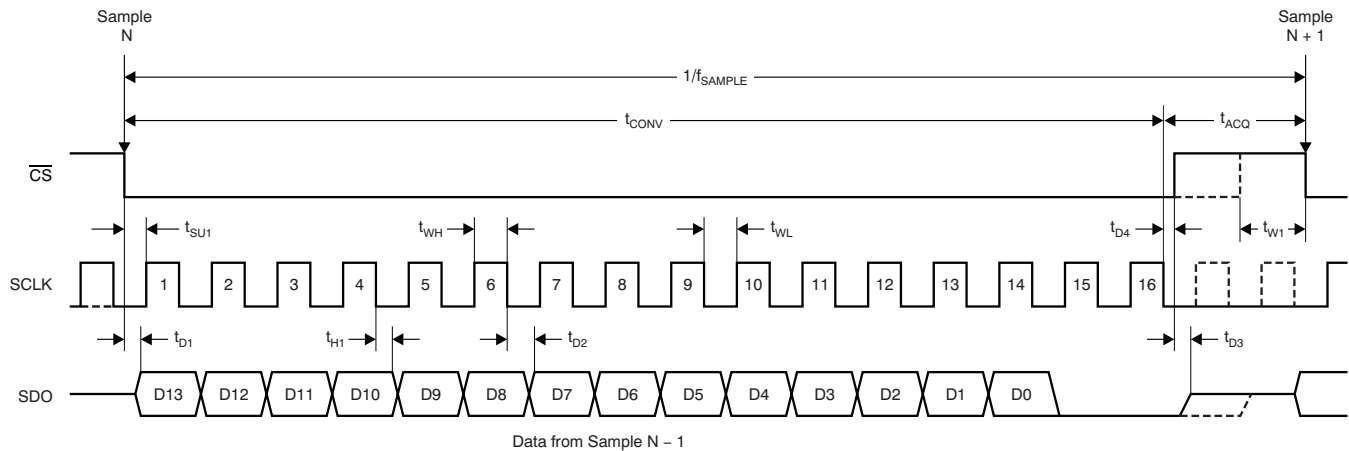 Sample
N
Sample
N + 1
1/fSAMPLE
tCONV
tACQ
CS
tSU1
tWH
tWL
tD4
tW1
SCLK
1 2 3 4 5 6 7 8 9 10 11 12 13 14 15 16
tD1
tH1
tD2
tD3
SDO
D13 D12 D11 D10 D9 D8 D7 D6 D5 D4 D3 D2 D1 D0
Data from Sample N − 1